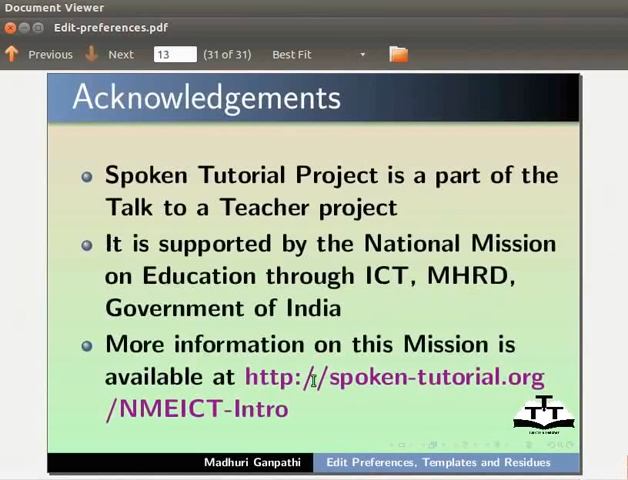 Document Viewer
Edit-preferences.pdf
Previous Next 13 (31 of 31) Best Fit
Acknowledgements
Spoken Tutorial Project is a part of the
Talk to a Teacher project
It is supported by the National Mission
on Education through ICT, MHRD,
Government of India
More information on this Mission is
available at http://spoken-tutorial.org
/NMEICT-Intro
Madhuri Ganpathi Edit Preferences, Templates and Residues